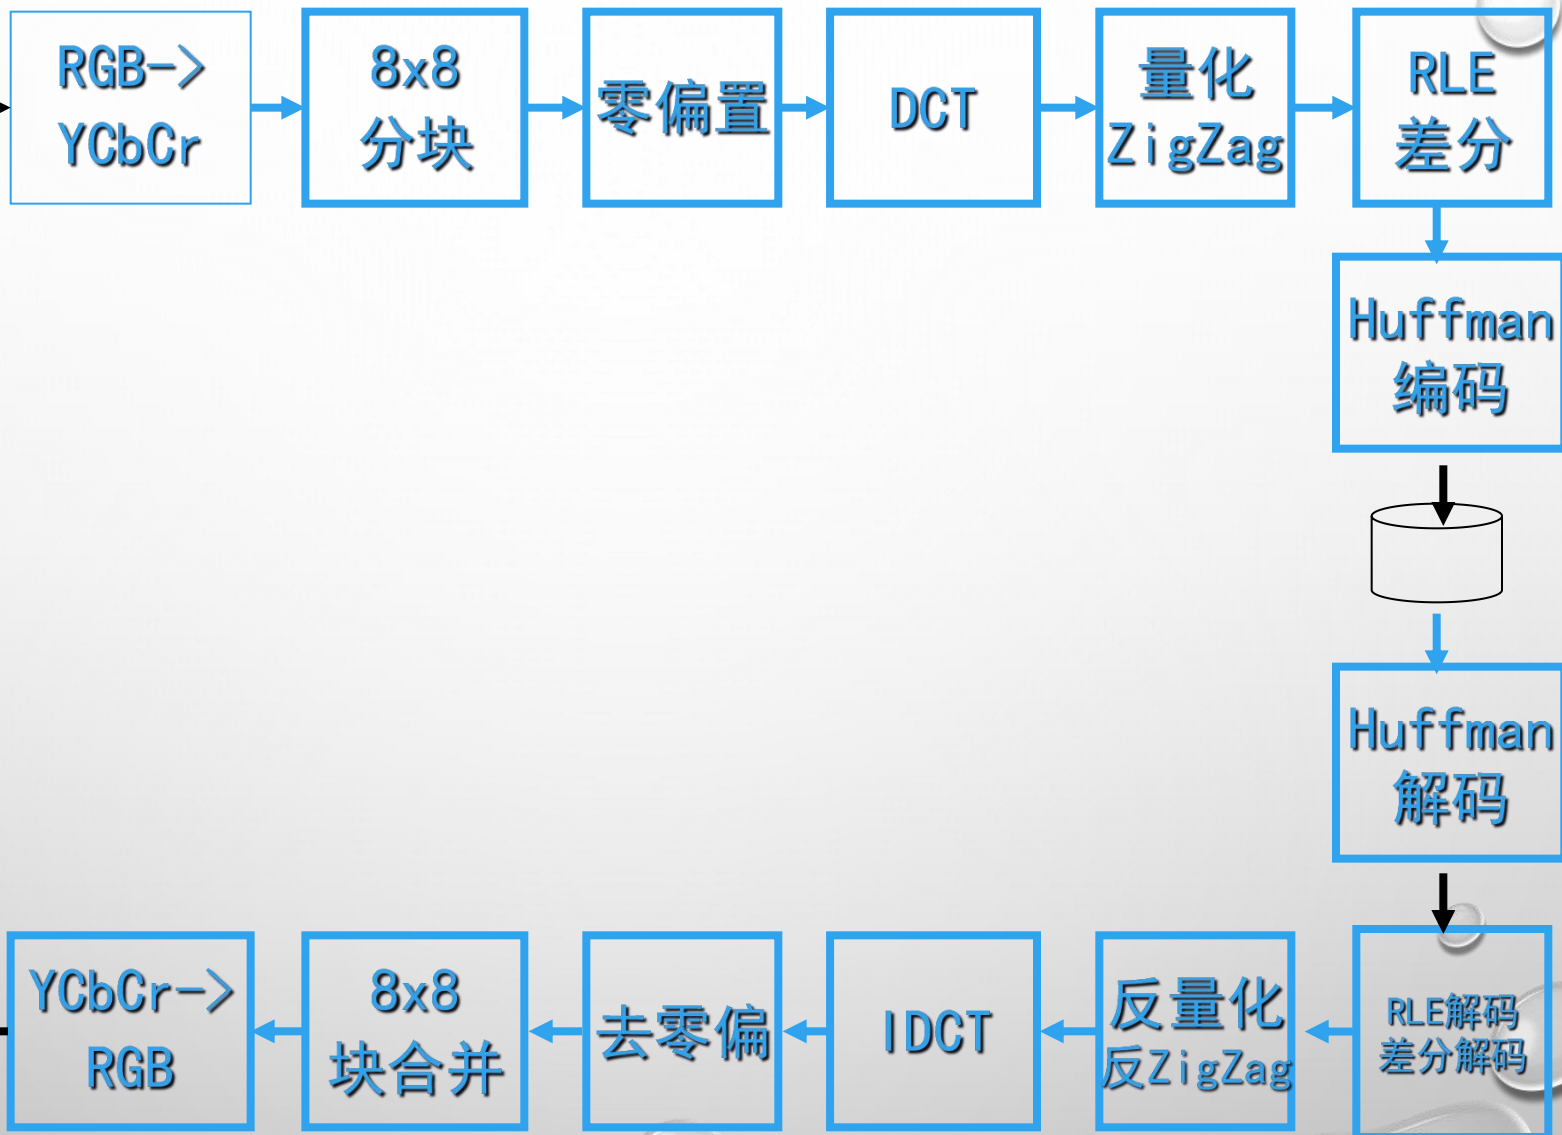 RGB->
YCbCr
8x8
分块
零偏置
DCT
量化
ZigZag
RLE
差分
Huffman
编码
Huffman
解码
YCbCr->
RGB
8x8
块合并
去零偏
IDCT
反量化
反ZigZag
RLE解码
差分解码